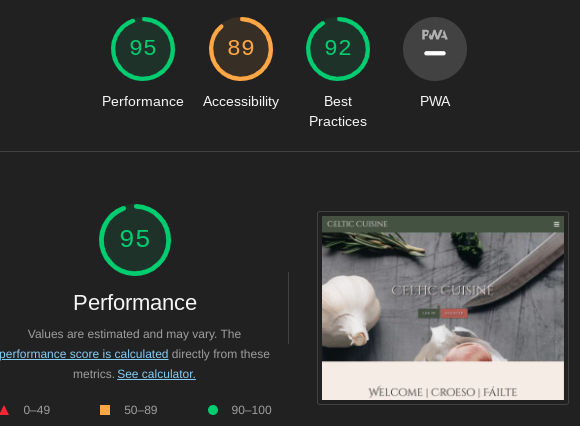 95
89
92
PWA
Performance
Accessibility
Best
Practices
PWA
95
Performance
Values are estimated and may vary. The
performance score is calculated directly from these
metrics. See calculator.
0–49
50–89
90–100
CELTIC CUISINE
CELTIC CUISINE
WELCOME | CROESO | FÁILTE